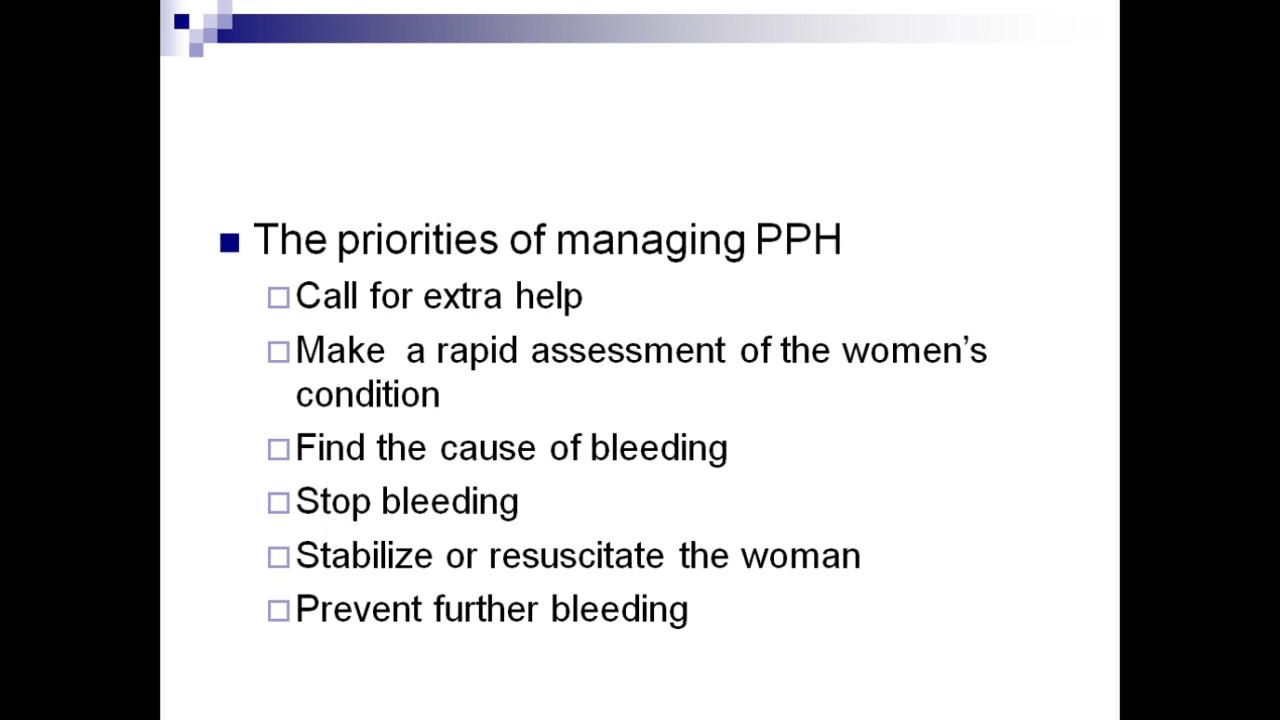 The priorities of managing PPH
Call for extra help
Make a rapid assessment of the women's
condition
Find the cause of bleeding
Stop bleeding
Stabilize or resuscitate the woman
Prevent further bleeding